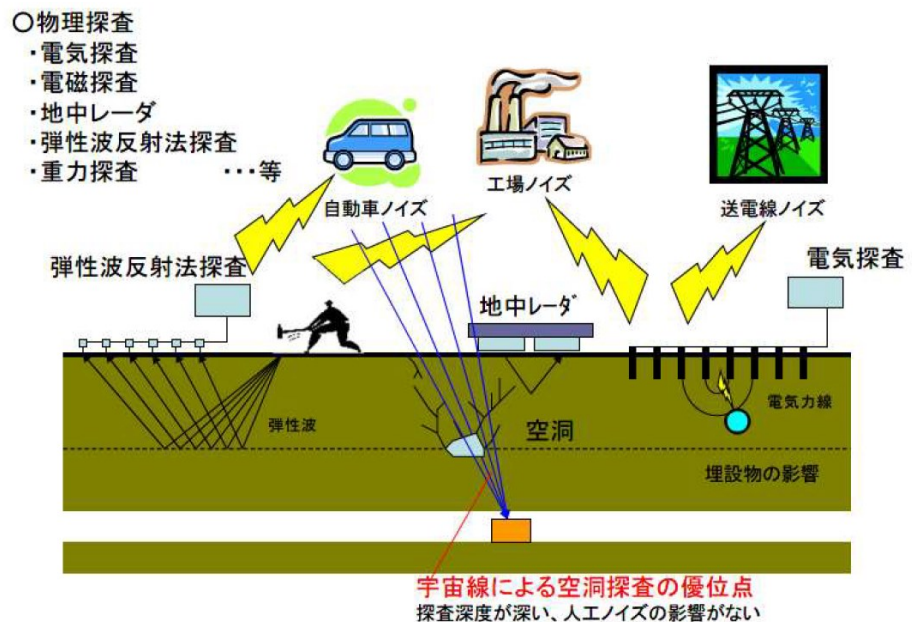 〇物理探査
・電気探査
・電磁探査
・地中レーダ
・弾性波反射法探査
・重力探査 ･･･等
自動車ノイズ
工場ノイズ
送電線ノイズ
弾性波反射法探査
地中レーダ
電気探査
弾性波
空洞
電気力線
埋設物の影響
宇宙線による空洞探査の優位点
探査深度が深い、人工ノイズの影響がない